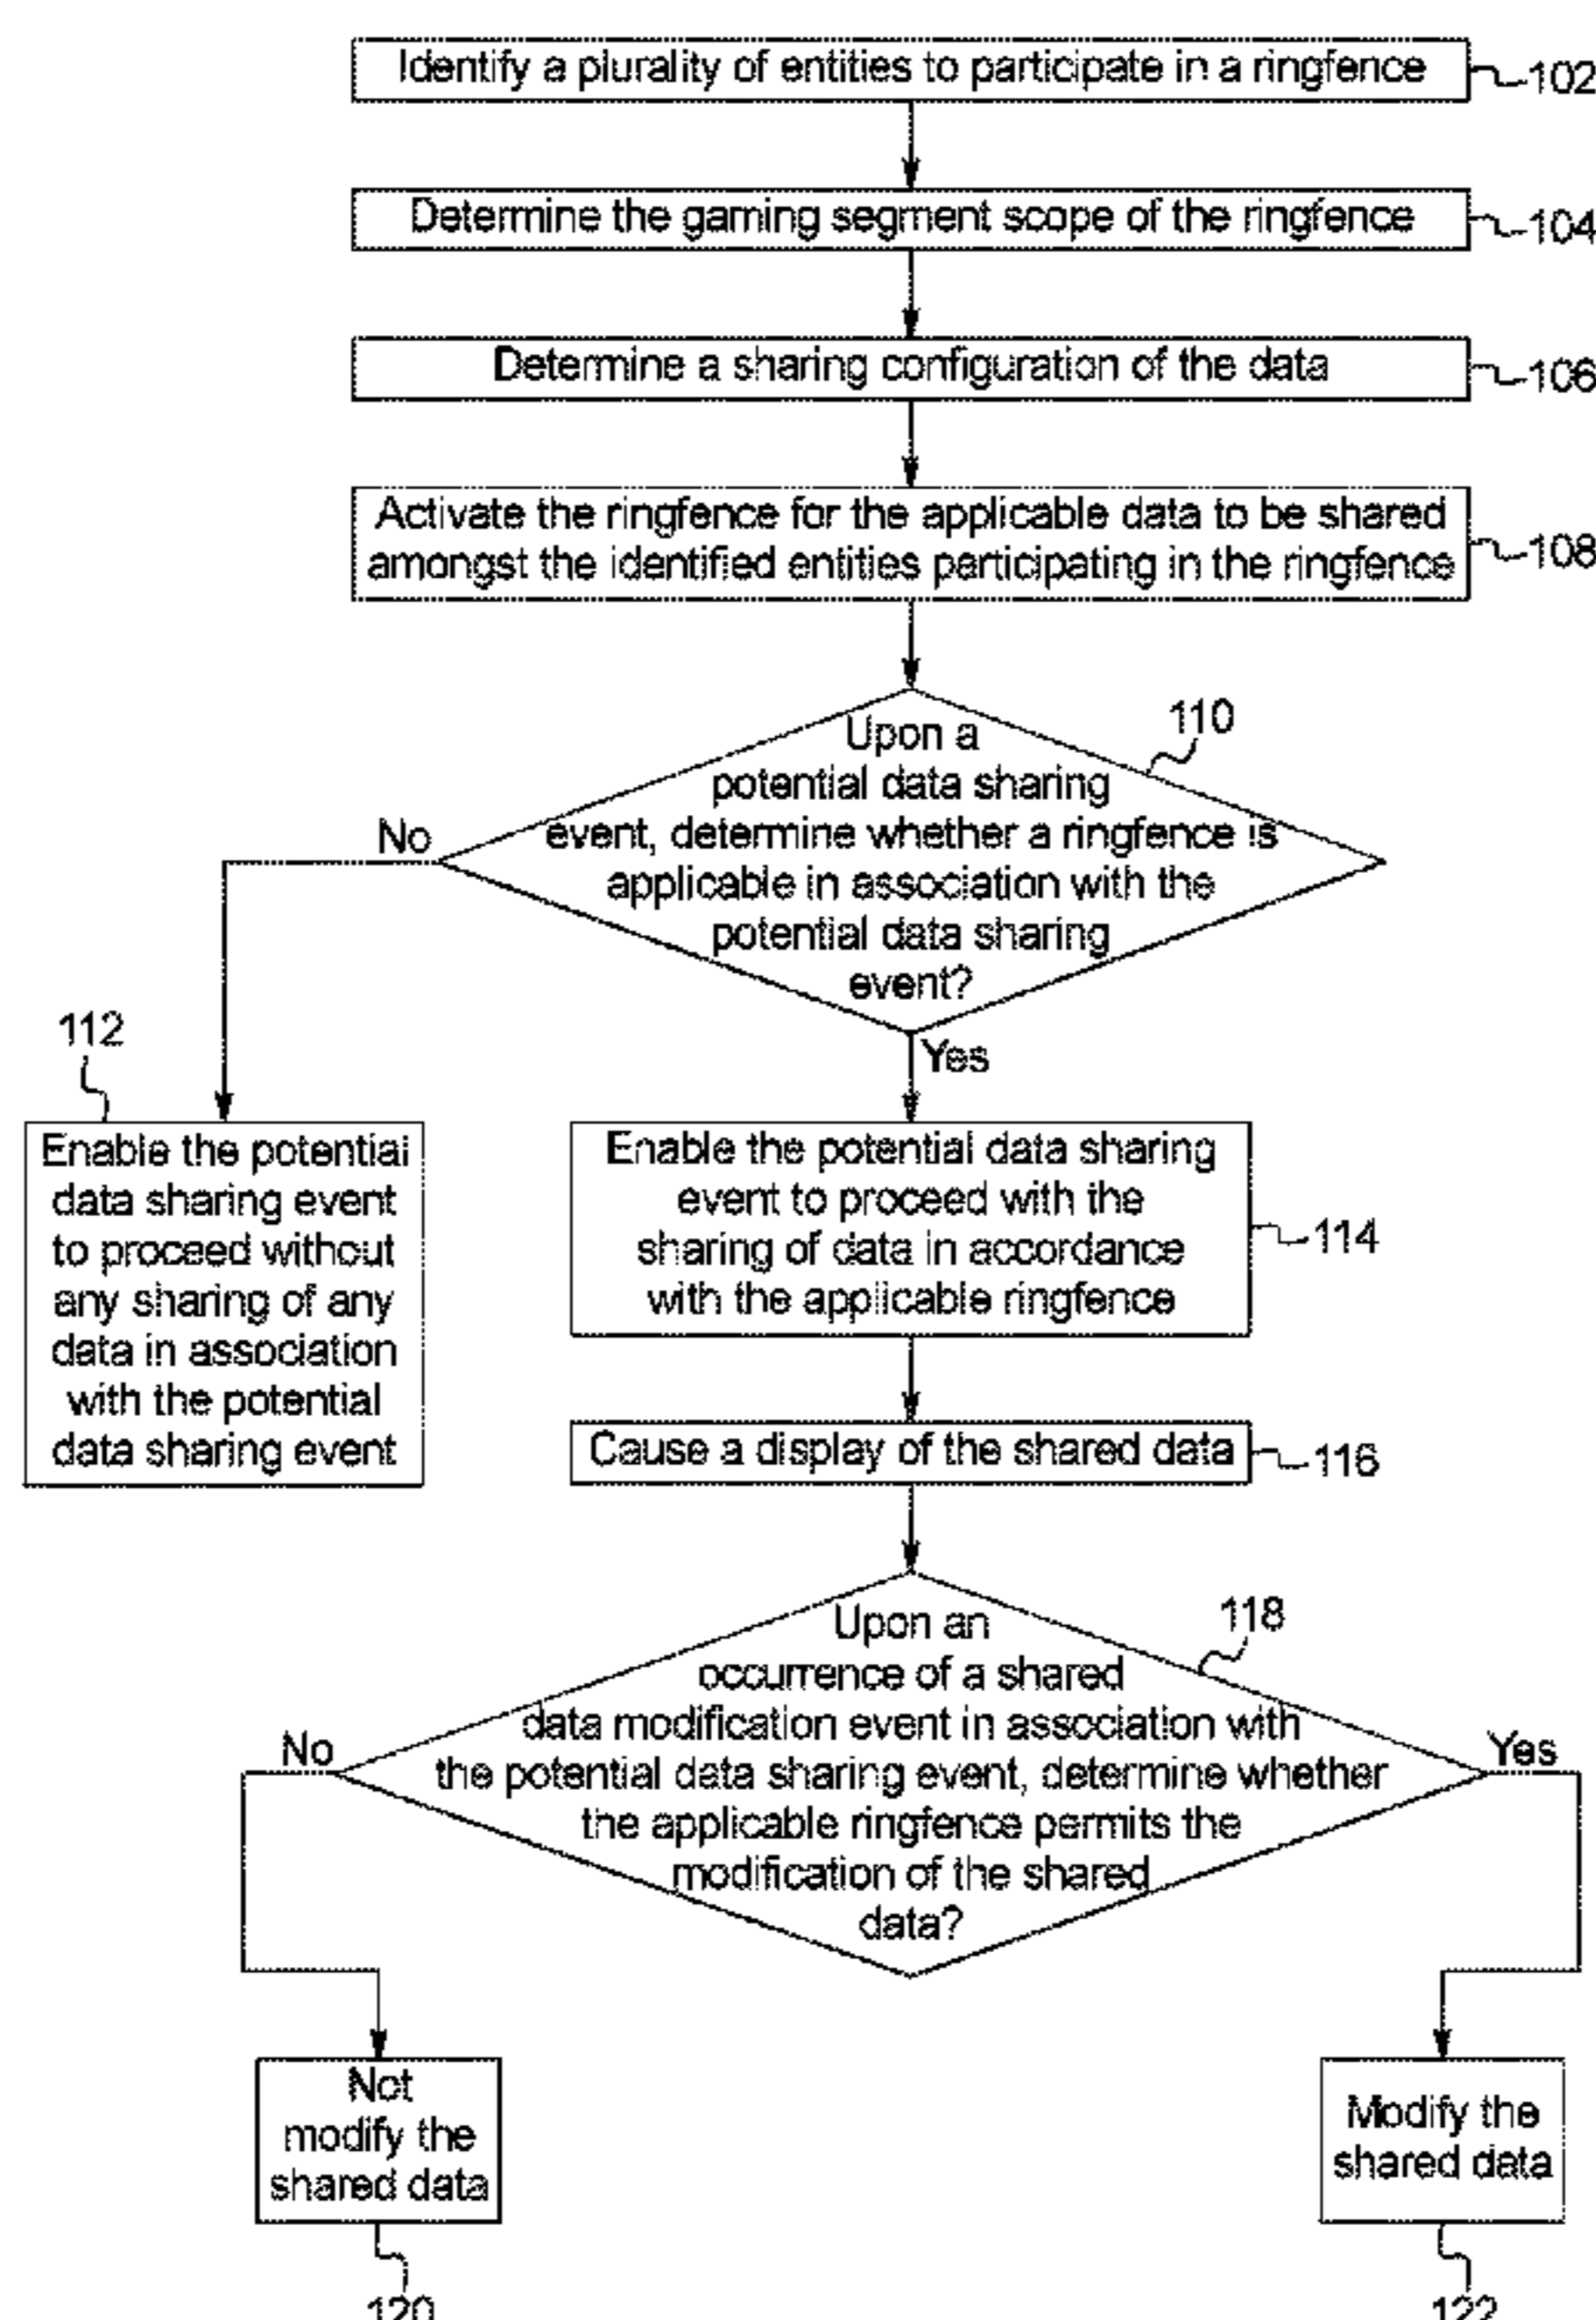 Identify a plurality of entities to participate in a ringfence
102
Determine the gaming segment scope of the ringfence
104
Determine a sharing configuration of the data
106
Activate the ringfence for the applicable data to be shared
amongst the identified entities participating in the ringfence
108
110
Upon a
potential data sharing
event, determine whether a ringfence is
applicable in association with the
potential data sharing
event?
No
Yes
112
Enable the potential
data sharing event
to proceed without
any sharing of any
data in association
with the potential
data sharing event
Enable the potential data sharing
event to proceed with the
sharing of data in accordance
with the applicable ringfence
114
Cause a display of the shared data
116
118
Upon an
occurrence of a shared
data modification event in association with
the potential data sharing event, determine whether
the applicable ringfence permits the
modification of the shared
data?
No
Yes
Not
modify the
shared data
120
Modify the
shared data
122